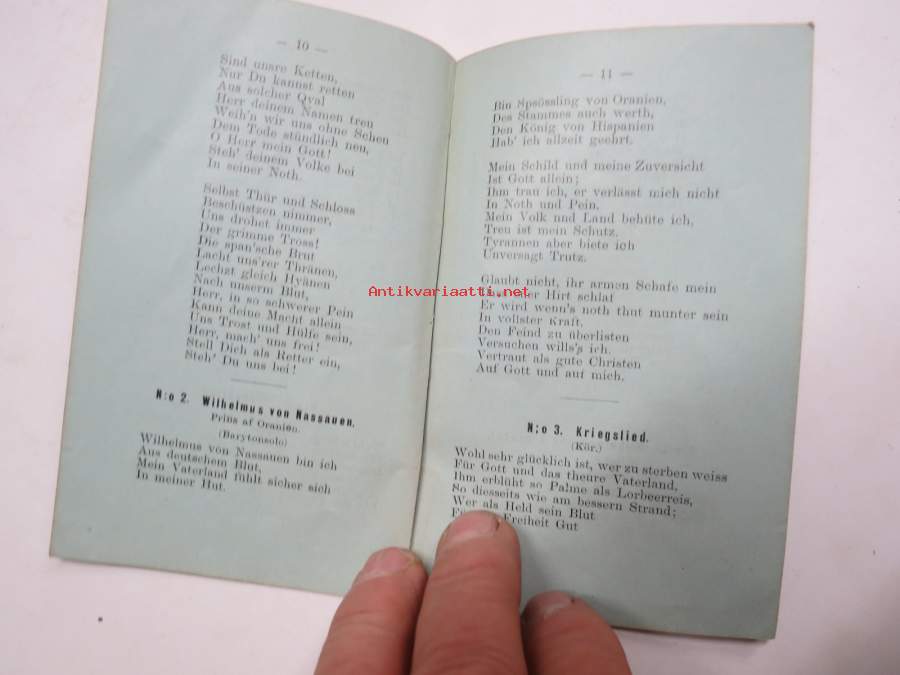 — 10 —
Sind unsre Ketten,
Nur Du kannst retten
Aus solcher Qval
Herr deinem Namen treu
Weih'n wir uns ohne Scheu
Dem Tode stündlich neu,
O Herr mein Gott!
Steh' deinem Volke bei
In seiner Noth.
Selbst Thür und Schloss
Beschüstzen nimmer,
Uns drohet immer
Der grimme Tross!
Die span'sche Brut
Lacht uns'rer Thränen,
Lechzt gleich Hyänen
Nach unserm Blut,
Herr, in so schwerer Pein
Kann deine Macht allein
Uns Trost und Hülfe sein,
Herr, mach' uns frei!
Stell Dich als Retter ein,
Steh' Du uns bei!
N:o 2. Wilhelmus von Nassauen.
Prins af Oranien.
(Barytonsolo)
Wilhelmus von Nassauen bin ich
Aus deutschem Blut,
Mein Vaterland fühlt sicher sich
In meiner Hut.
— 11 —
Bin Spsössling von Oranien,
Des Stammes auch werth,
Den König von Hispanien
Hab' ich allzeit geehrt.
Mein Schild und meine Zuversicht
Ist Gott allein;
Ihm trau ich, er verlässt mich nicht
In Noth und Pein.
Mein Volk nnd Land behüte ich,
Treu ist mein Schutz.
Tyrannen aber biete ich
Unversagt Trutz.
Glaubt nicht, ihr armen Schafe mein
der Hirt schlaf
Er wird wenn's noth thut munter sein
In vollster Kraft.
Den Feind zu überlisten
Versuchen wills's ich.
Vertraut als gute Christen
Auf Gott und auf mich.
N;o 3. Kriegslied.
(Kör.)
Wohl sehr glücklich ist, wer zu sterben weiss
Für Gott und das theure Vaterland,
Ihm erblüht so Palme als Lorbeerreis,
So diesseits wie am bessern Strand;
Wer als Held sein Blut
Freiheit Gut
Antikvariaatti.net